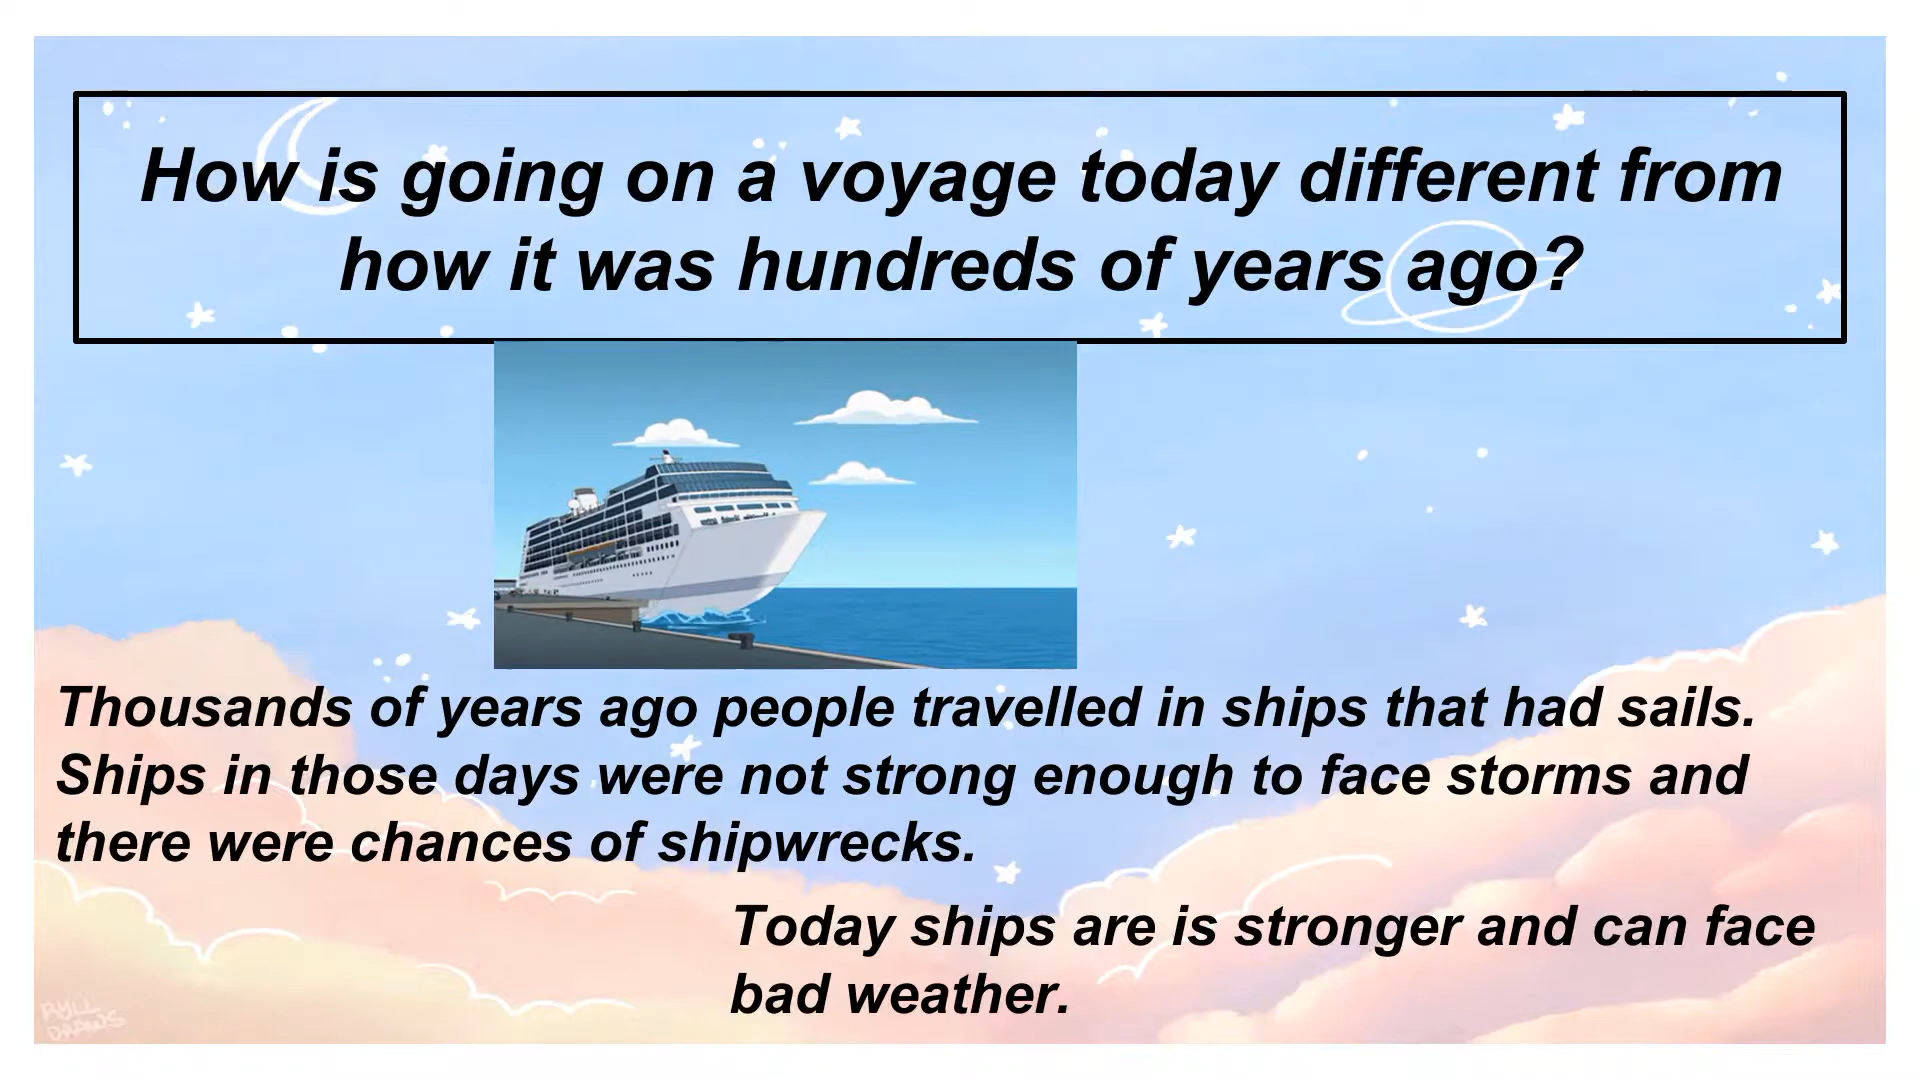 How is going on a voyage today different from
how it was hundreds of years ago?
Thousands of years ago people travelled in ships that had sails.
Ships in those days were not strong enough to face storms and
there were chances of shipwrecks.
Today ships are is stronger and can face
bad weather.
RYLL
DRAWS